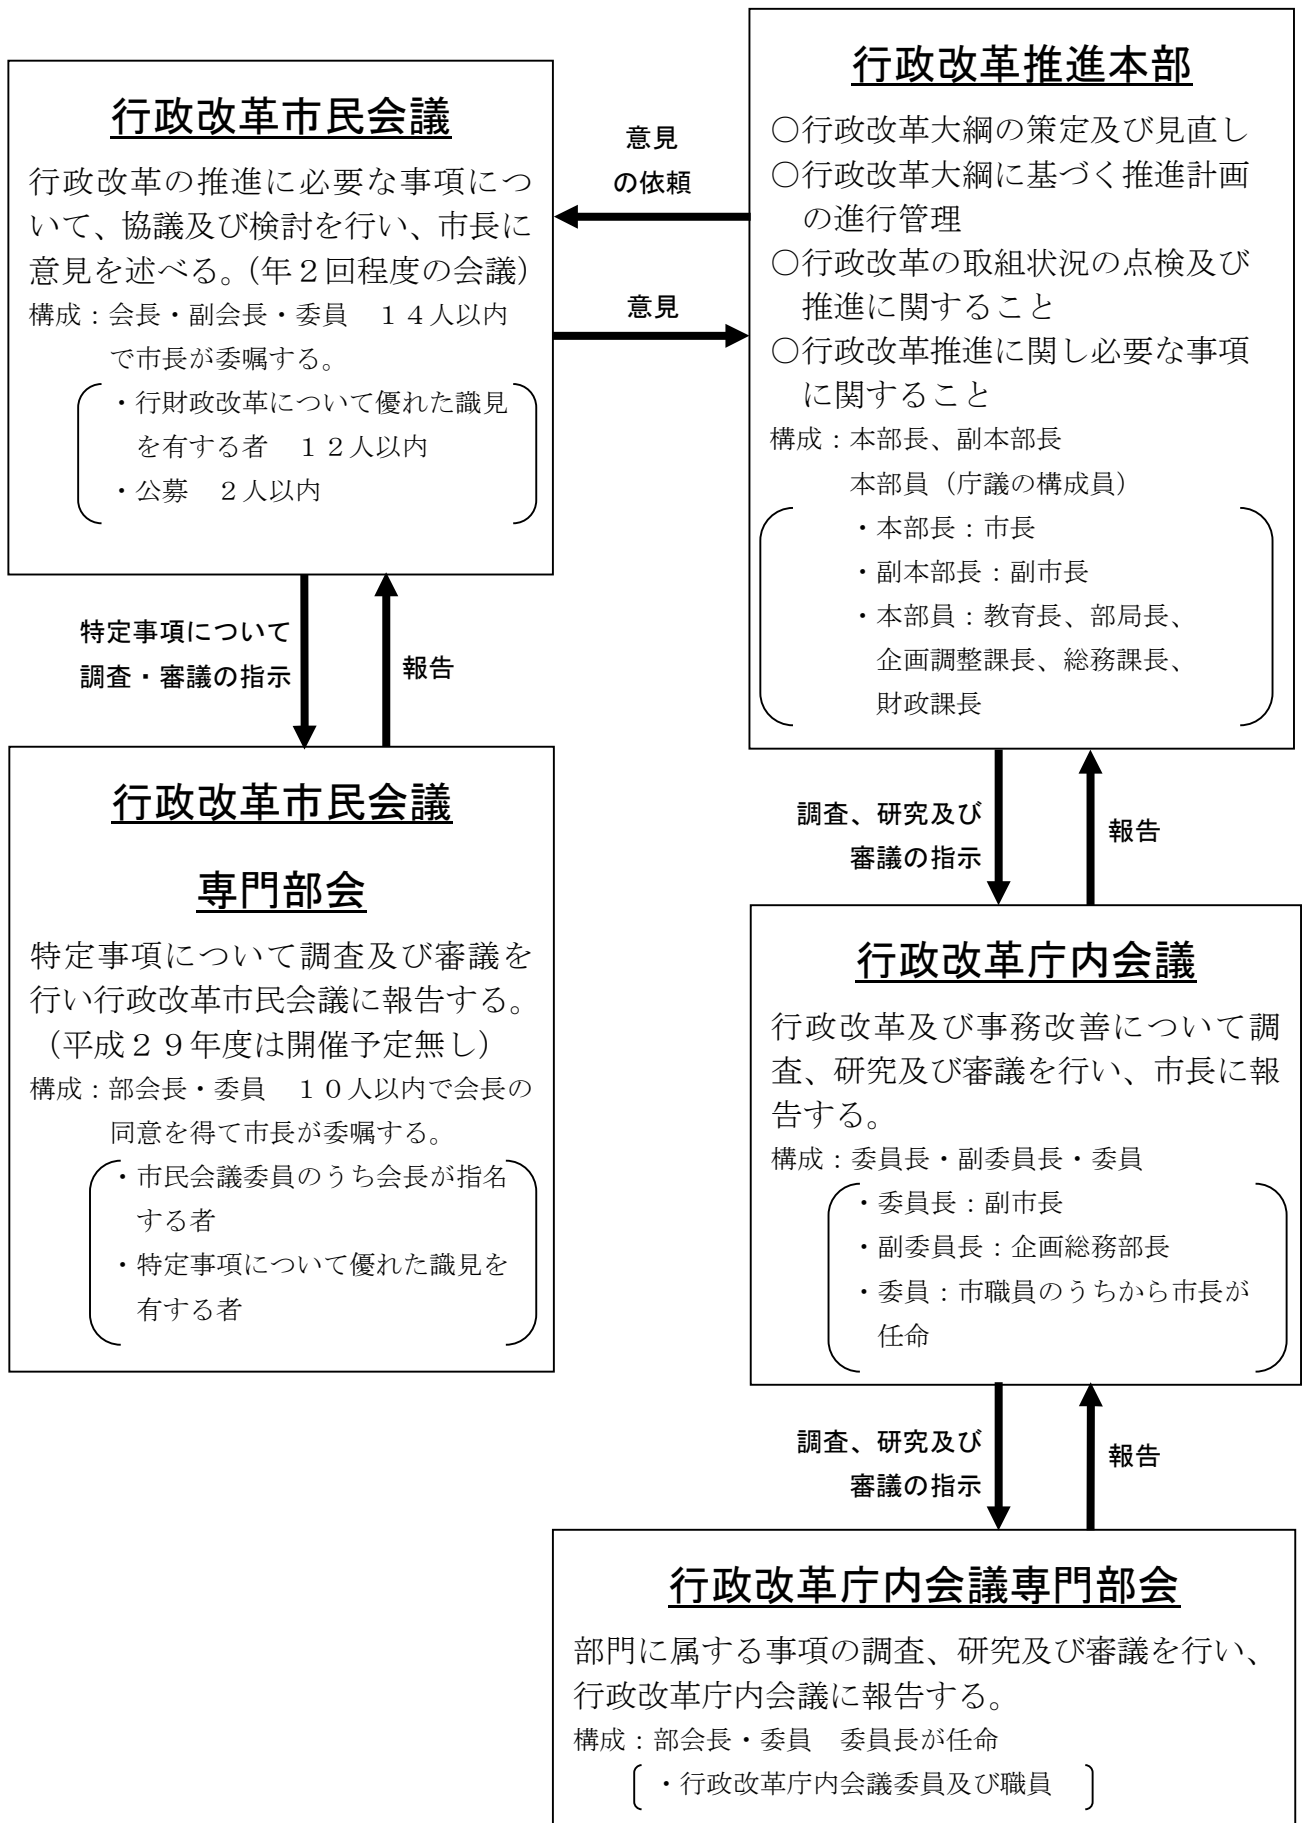 行政改革市民会議
行政改革の推進に必要な事項につ
いて、協議及び検討を行い、市長に
意見を述べる。（年２回程度の会議）
構成：会長・副会長・委員　１４人以内
で市長が委嘱する。
・行財政改革について優れた識見
を有する者　１２人以内
・公募　２人以内
意見
の依頼
意見
行政改革推進本部
○行政改革大綱の策定及び見直し
○行政改革大綱に基づく推進計画
の進行管理
○行政改革の取組状況の点検及び
推進に関すること
○行政改革推進に関し必要な事項
に関すること
構成：本部長、副本部長
本部員（庁議の構成員）
・本部長：市長
・副本部長：副市長
・本部員：教育長、部局長、
企画調整課長、総務課長、
財政課長
特定事項について
調査・審議の指示
報告
行政改革市民会議
専門部会
特定事項について調査及び審議を
行い行政改革市民会議に報告する。
（平成２９年度は開催予定無し）
構成：部会長・委員　１０人以内で会長の
同意を得て市長が委嘱する。
・市民会議委員のうち会長が指名
する者
・特定事項について優れた識見を
有する者
調査、研究及び
審議の指示
報告
行政改革庁内会議
行政改革及び事務改善について調
査、研究及び審議を行い、市長に報
告する。
構成：委員長・副委員長・委員
・委員長：副市長
・副委員長：企画総務部長
・委員：市職員のうちから市長が
任命
調査、研究及び
審議の指示
報告
行政改革庁内会議専門部会
部門に属する事項の調査、研究及び審議を行い、
行政改革庁内会議に報告する。
構成：部会長・委員　委員長が任命
・行政改革庁内会議委員及び職員